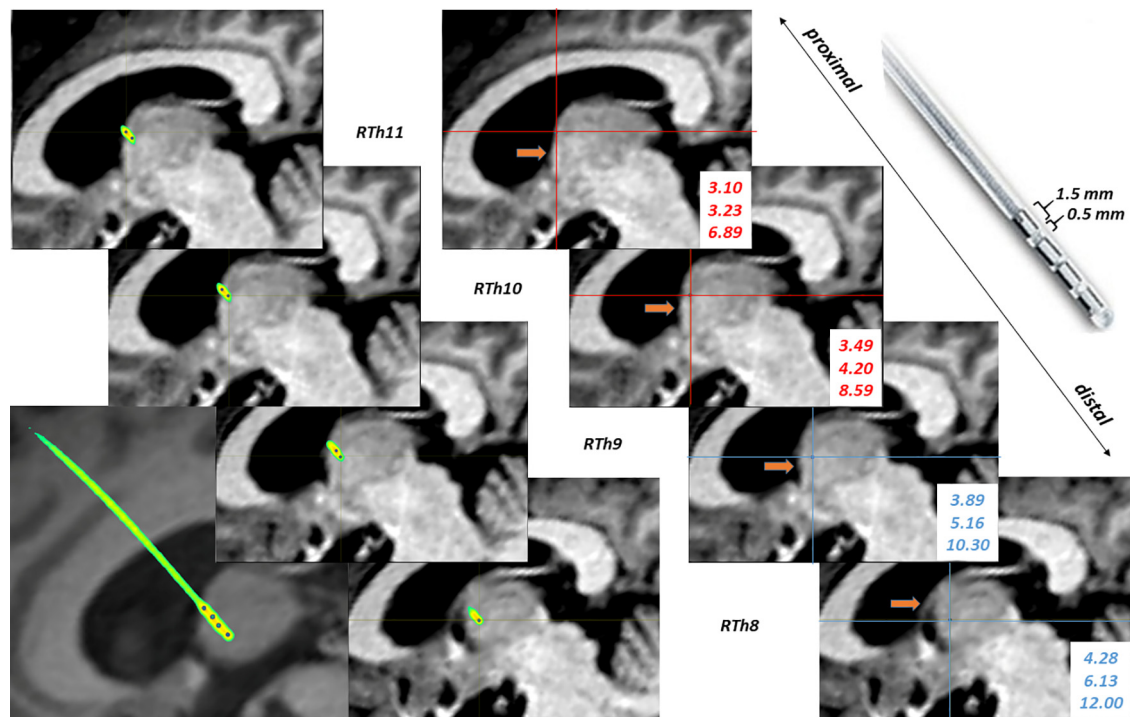 proximal
RTh11
1.5 mm
0.5 mm
3.10
3.23
6.89
RTh10
3.49
4.20
8.59
distal
RTh9
3.89
5.16
10.30
RTh8
4.28
6.13
12.00